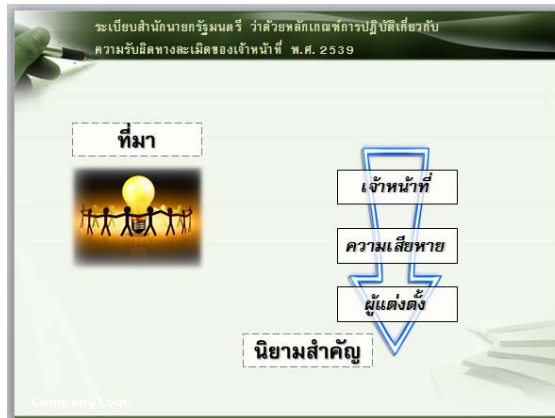 ระเบียบสำนักนายกรัฐมนตรี ว่าด้วยหลักเกณฑ์การปฏิบัติเกี่ยวกับ
ความรับผิดทางละเมิดของเจ้าหน้าที่ พ.ศ. 2539
ที่มา
เจ้าหน้าที่
ความเสียหาย
ผู้แต่งตั้ง
นิยามสำคัญ
Company Logo